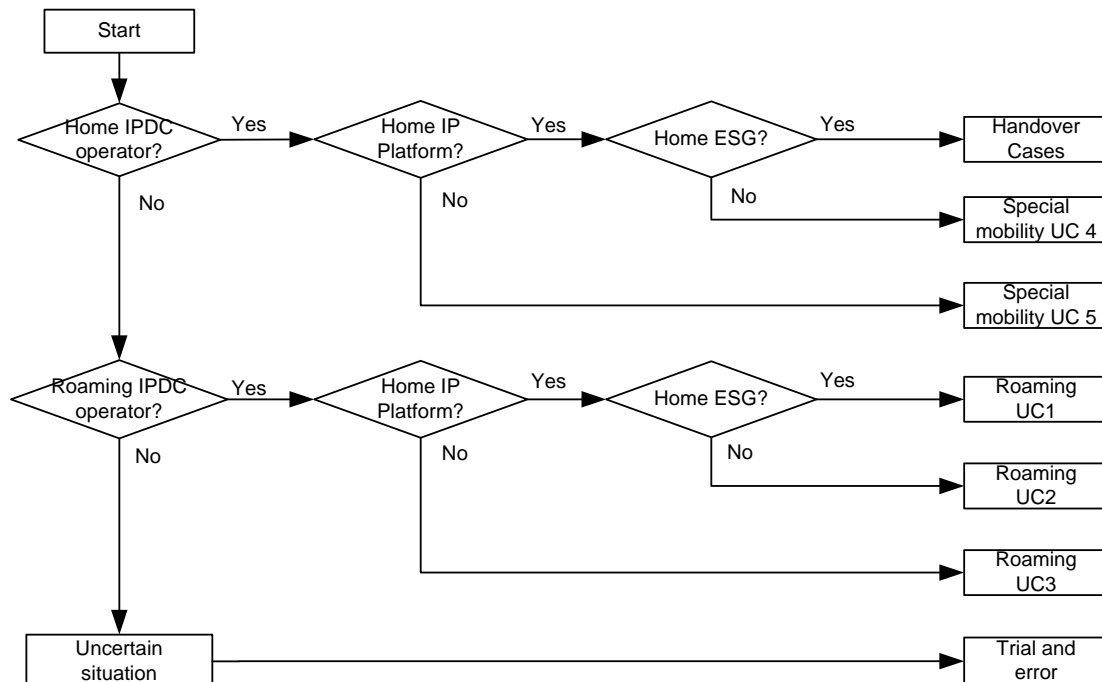 Start
Home IPDC
operator?
Yes
Home IP
Platform?
Yes
Home ESG?
Yes
Handover
Cases
No
No
No
Special
mobility UC 4
Special
mobility UC 5
Roaming IPDC
operator?
Yes
Home IP
Platform?
Yes
Home ESG?
Yes
Roaming
UC1
No
No
No
Roaming
UC2
Roaming
UC3
Uncertain
situation
Trial and
error